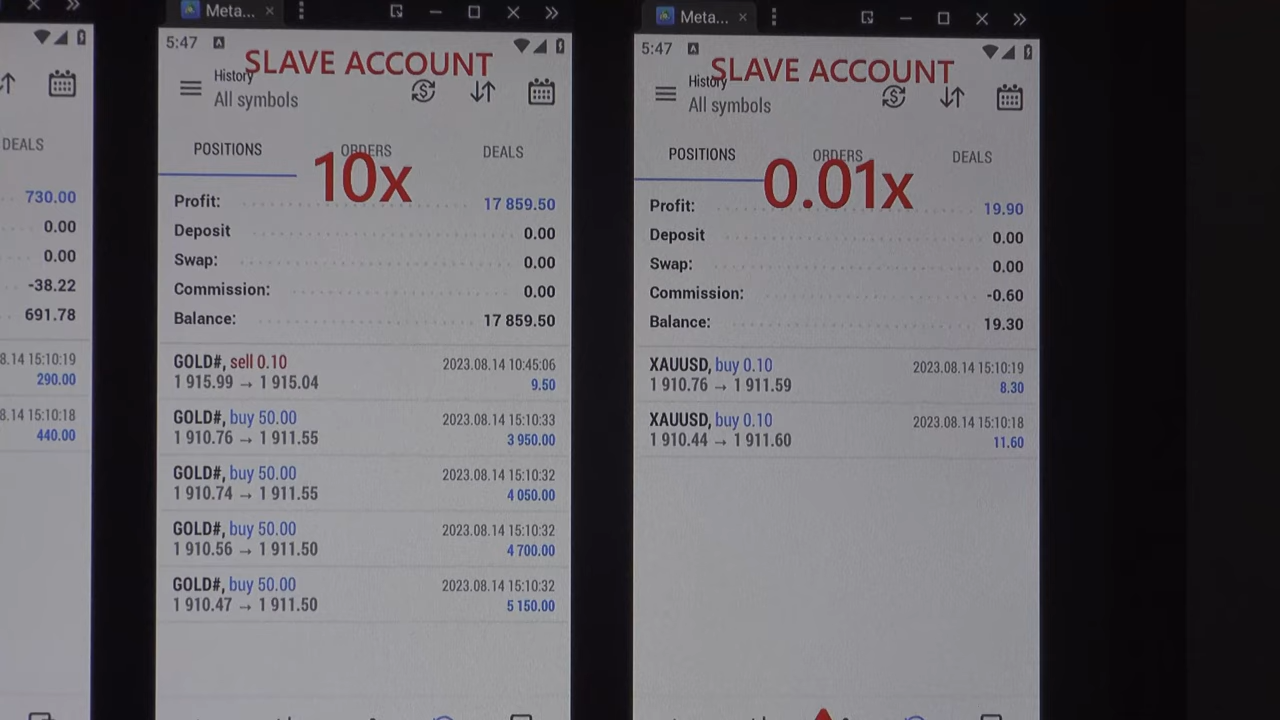 DEALS
730.00
0.00
0.00
-38.22
691.78
8.14 15:10:19
290.00
8.14 15:10:18
440.00
Meta...
5:47
SLAVE ACCOUNT
History
All symbols
POSITIONS ORDERS DEALS
10x
Profit: 17 859.50
Deposit 0.00
Swap: 0.00
Commission: 0.00
Balance: 17 859.50
GOLD#, sell 0.10 2023.08.14 10:45:06
1 915.99 → 1 915.04 9.50
GOLD#, buy 50.00 2023.08.14 15:10:33
1 910.76 → 1 911.55 3 950.00
GOLD#, buy 50.00 2023.08.14 15:10:32
1 910.74 → 1 911.55 4 050.00
GOLD#, buy 50.00 2023.08.14 15:10:32
1 910.56 → 1 911.50 4 700.00
GOLD#, buy 50.00 2023.08.14 15:10:32
1 910.47 → 1 911.50 5 150.00
Meta...
5:47
SLAVE ACCOUNT
History
All symbols
POSITIONS ORDERS DEALS
0.01x
Profit: 19.90
Deposit 0.00
Swap: 0.00
Commission: -0.60
Balance: 19.30
XAUUSD, buy 0.10 2023.08.14 15:10:19
1 910.76 → 1 911.59 8.30
XAUUSD, buy 0.10 2023.08.14 15:10:18
1 910.44 → 1 911.60 11.60